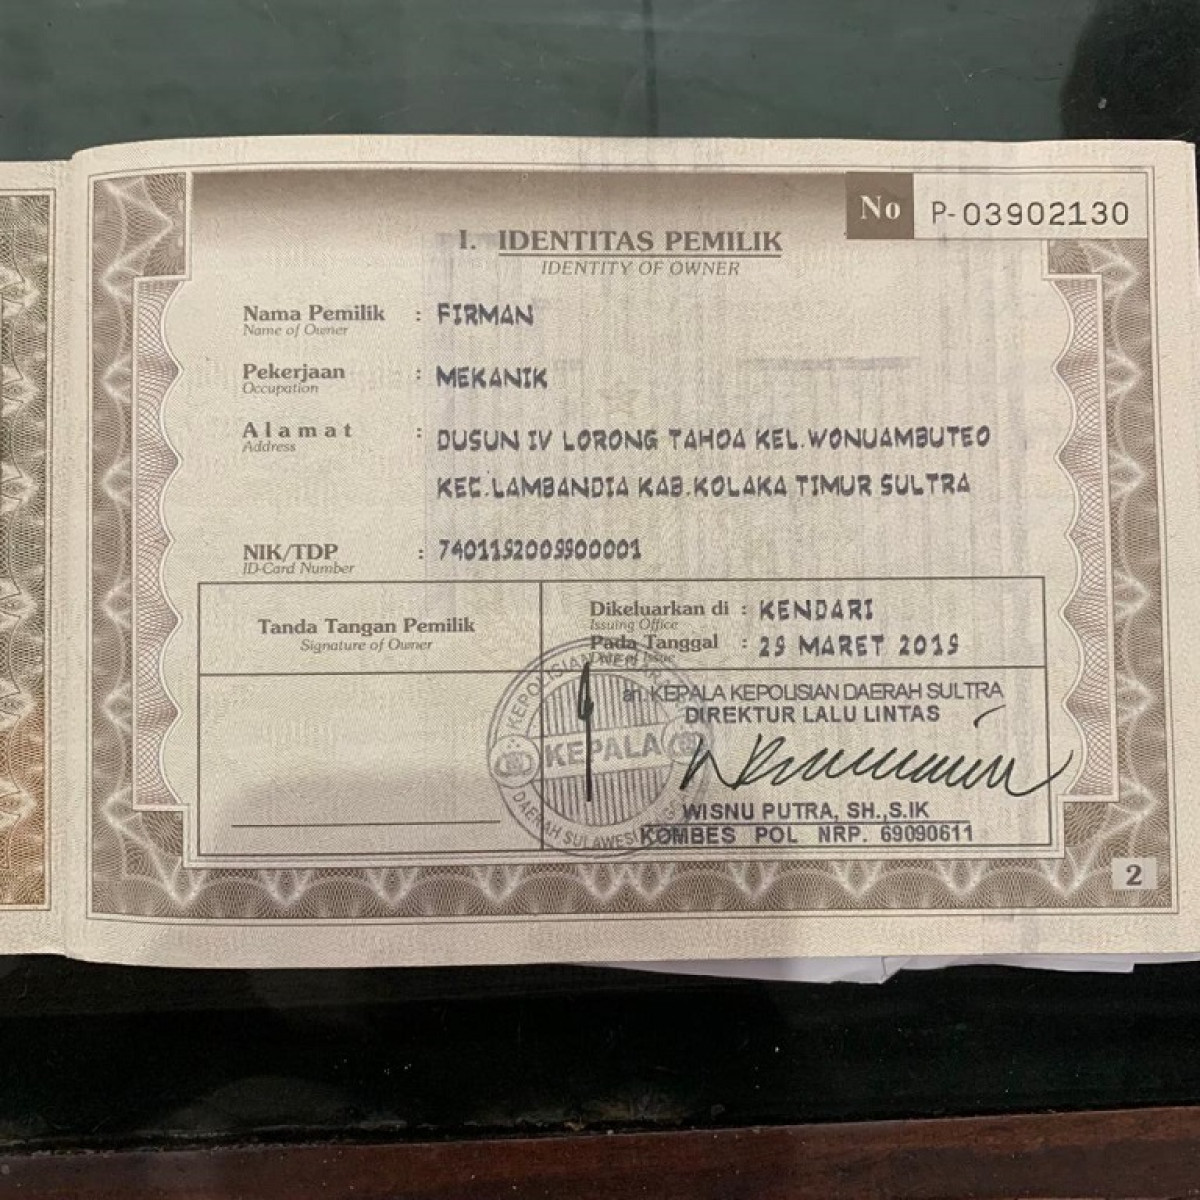 No P-03902130
I. IDENTITAS PEMILIK
IDENTITY OF OWNER
Nama Pemilik : FIRMAN
Name of Owner
Pekerjaan : MEKANIK
Occupation
Alamat : DUSUN IV LORONG TAHOA KEL.WONUAMBUTEO
Address
KEC.LAMBANDIA KAB.KOLAKA TIMUR SULTRA
NIK/TDP : 7401192009900001
ID-Card Number
Tanda Tangan Pemilik
Signature of Owner
Dikeluarkan di : KENDARI
Issuing Office
Pada Tanggal : 29 MARET 2019
Date of Issue
an. KEPALA KEPOLISIAN DAERAH SULTRA
DIREKTUR LALU LINTAS
KEPALA
WISNU PUTRA, SH.,S.IK
KOMBES POL NRP. 69090611
2